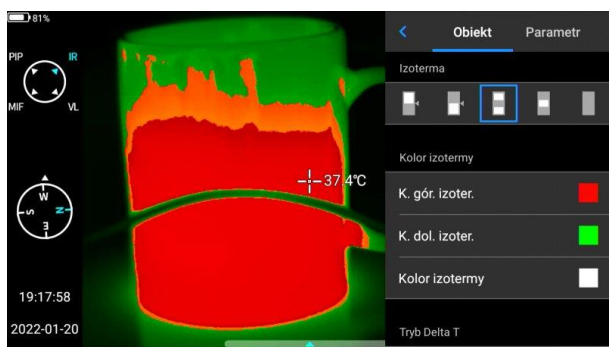 81%
PIP IR
MIF VL
W
S N
E
19:17:58
2022-01-20
37.4°C
Obiekt Parametr
Izoterma
Kolor izotermy
K. gór. izoter.
K. dol. izoter.
Kolor izotermy
Tryb Delta T